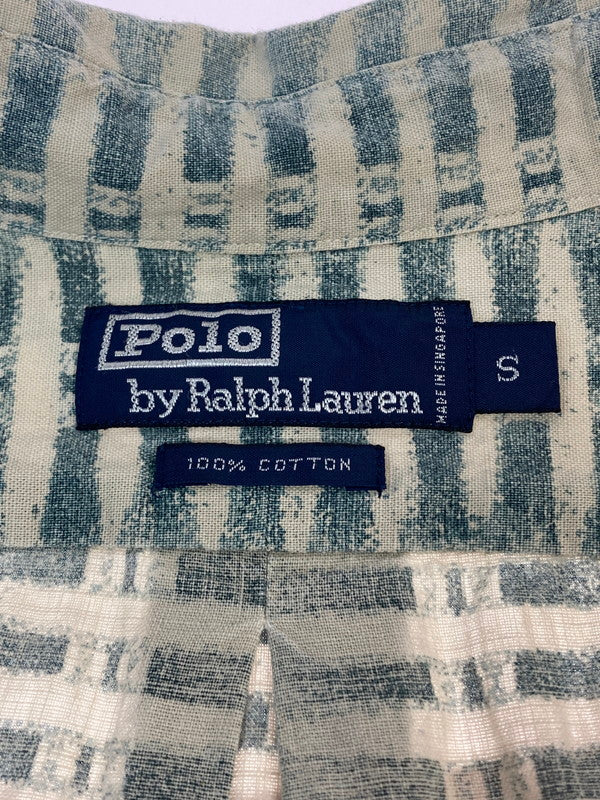 Polo
by Ralph Lauren
MADE IN SINGAPORE
S
100% COTTON